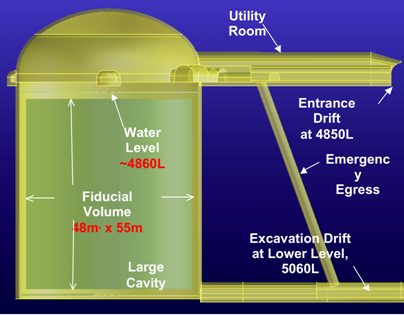 Utility
Room
Entrance
Drift
at 4850L
Water
Level
~4860L
Emergenc
y
Egress
Fiducial
Volume
48m x 55m
Excavation Drift
at Lower Level,
5060L
Large
Cavity